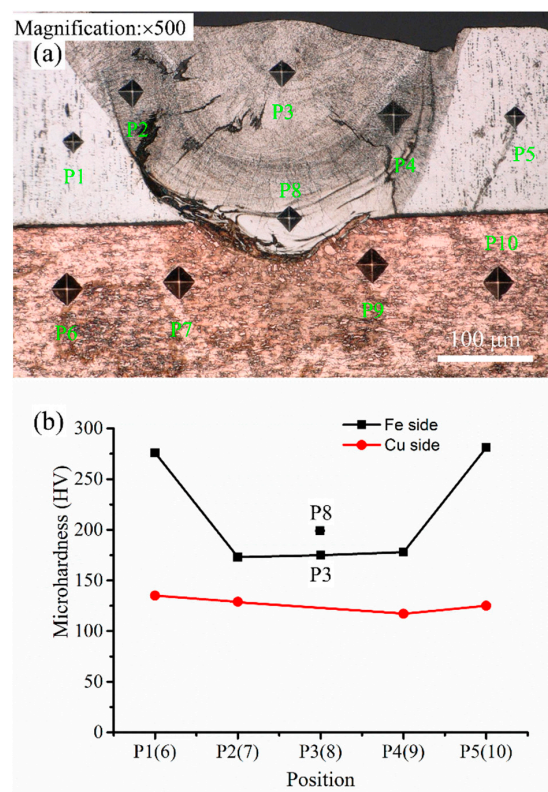 Magnification:×500
(a)
P1
P2
P3
P4
P5
P8
P10
P6
P7
P9
100 μm
(b)
300
250
200
150
100
50
0
Microhardness (HV)
Fe side
Cu side
P8
P3
P1(6) P2(7) P3(8) P4(9) P5(10)
Position